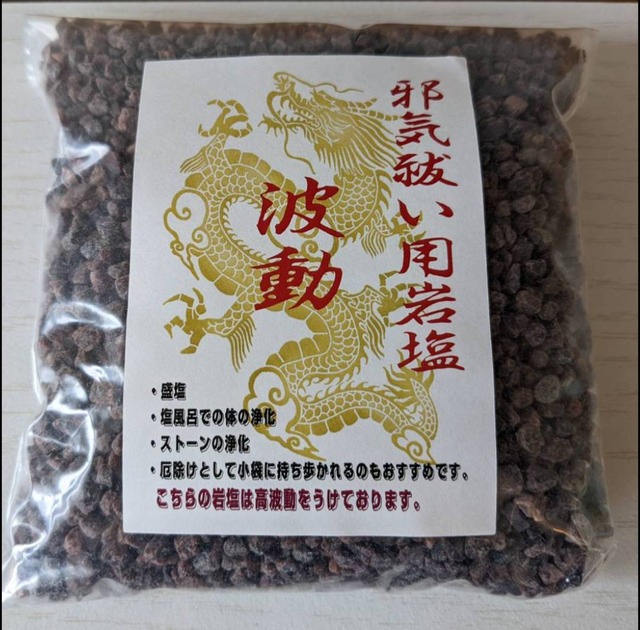 邪気祓い用岩塩
波動
・盛塩
・塩風呂での体の浄化
・ストーンの浄化
・厄除けとして小袋に持ち歩かれるのもおすすめです。
こちらの岩塩は高波動をうけております。